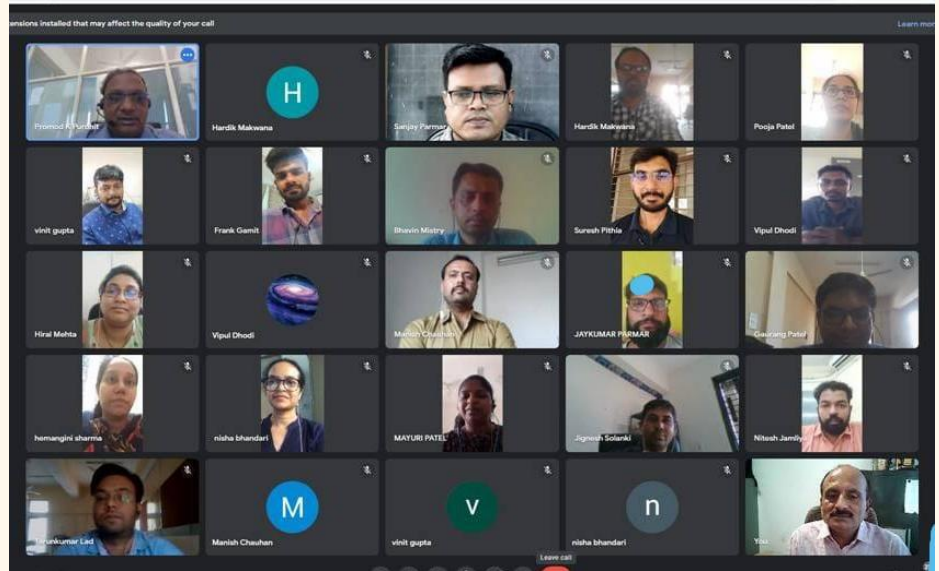 ensions installed that may affect the quality of your call
Learn mor
Promod K Purohit
H
Hardik Makwana
Sanjay Parmar
Hardik Makwana
Pooja Patel
vinit gupta
Frank Gamit
Bhavin Mistry
Suresh Pithia
Vipul Dhodi
Hiral Mehta
Vipul Dhodi
Manish Chauhan
JAYKUMAR PARMAR
Gaurang Patel
hemangini sharma
nisha bhandari
MAYURI PATEL
Jignesh Solanki
Nitesh Jamliya
Tarunkumar Lad
M
Manish Chauhan
v
vinit gupta
n
nisha bhandari
You
Leave call